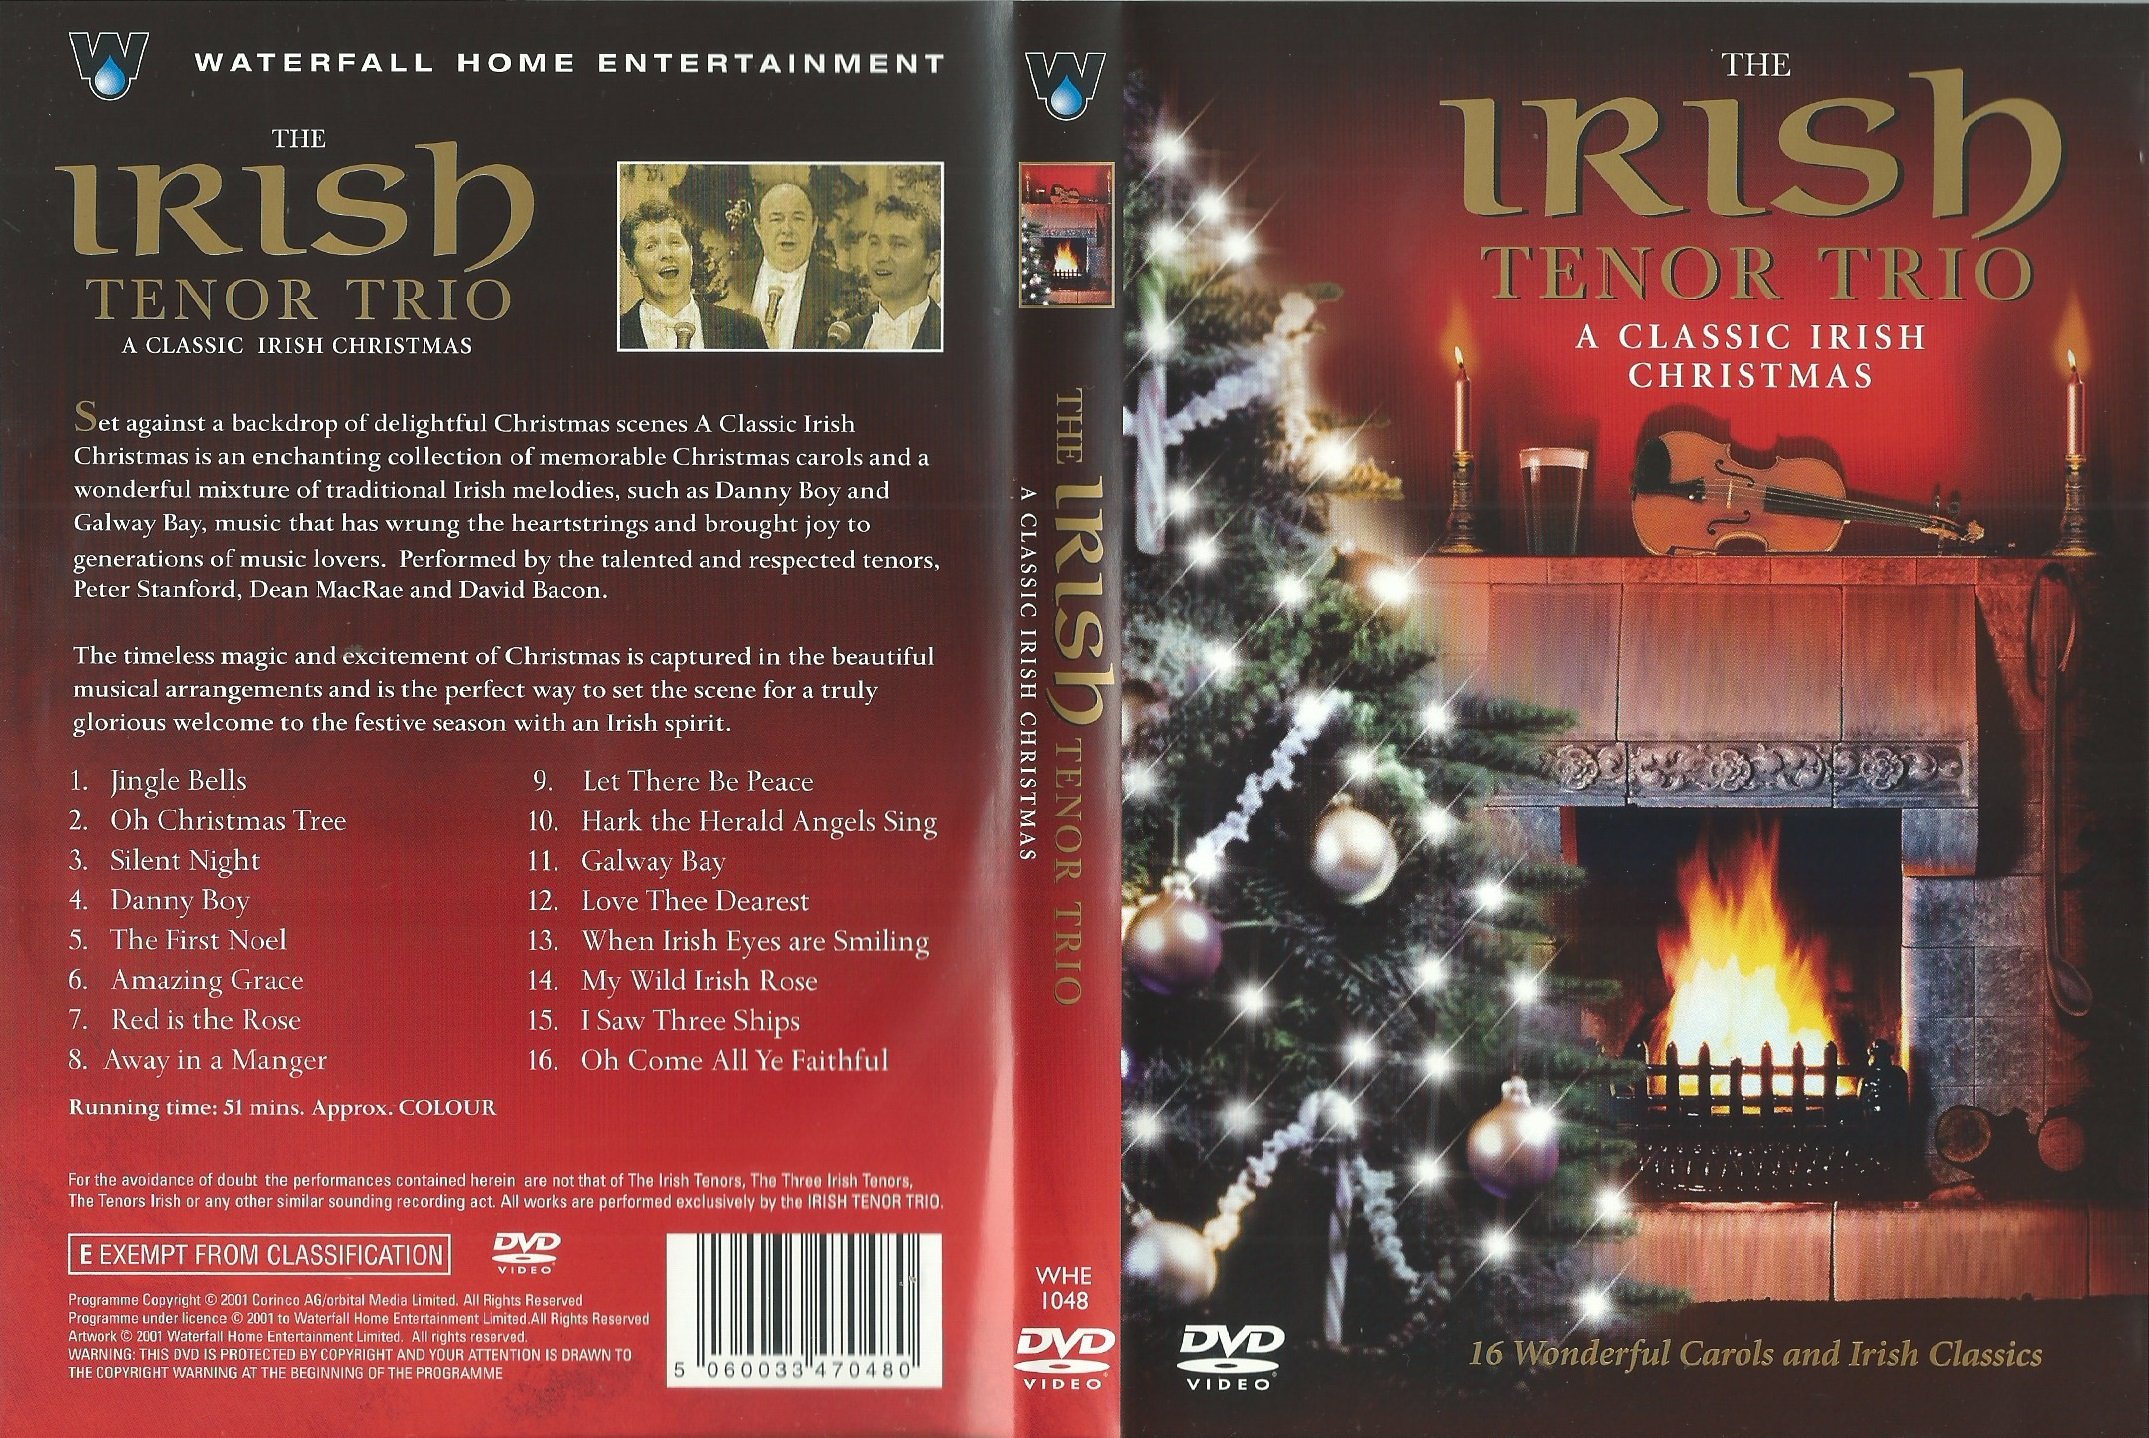 WATERFALL HOME ENTERTAINMENT
THE
IRISH
TENOR TRIO
A CLASSIC IRISH CHRISTMAS
Set against a backdrop of delightful Christmas scenes A Classic Irish
Christmas is an enchanting collection of memorable Christmas carols and a
wonderful mixture of traditional Irish melodies, such as Danny Boy and
Galway Bay, music that has wrung the heartstrings and brought joy to
generations of music lovers. Performed by the talented and respected tenors,
Peter Stanford, Dean MacRae and David Bacon.
The timeless magic and excitement of Christmas is captured in the beautiful
musical arrangements and is the perfect way to set the scene for a truly
glorious welcome to the festive season with an Irish spirit.
1. Jingle Bells
2. Oh Christmas Tree
3. Silent Night
4. Danny Boy
5. The First Noel
6. Amazing Grace
7. Red is the Rose
8. Away in a Manger
9. Let There Be Peace
10. Hark the Herald Angels Sing
11. Galway Bay
12. Love Thee Dearest
13. When Irish Eyes are Smiling
14. My Wild Irish Rose
15. I Saw Three Ships
16. Oh Come All Ye Faithful
Running time: 51 mins. Approx. COLOUR
For the avoidance of doubt the performances contained herein are not that of The Irish Tenors, The Three Irish Tenors,
The Tenors Irish or any other similar sounding recording act. All works are performed exclusively by the IRISH TENOR TRIO.
E EXEMPT FROM CLASSIFICATION
DVD
VIDEO
Programme Copyright © 2001 Corinco AG/orbital Media Limited. All Rights Reserved
Programme under licence © 2001 to Waterfall Home Entertainment Limited.All Rights Reserved
Artwork © 2001 Waterfall Home Entertainment Limited. All rights reserved.
WARNING: THIS DVD IS PROTECTED BY COPYRIGHT AND YOUR ATTENTION IS DRAWN TO
THE COPYRIGHT WARNING AT THE BEGINNING OF THE PROGRAMME
5 060033 470480
W
THE IRISH TENOR TRIO
A CLASSIC IRISH CHRISTMAS
WHE
1048
DVD
VIDEO
THE
IRISH
TENOR TRIO
A CLASSIC IRISH
CHRISTMAS
DVD
VIDEO
16 Wonderful Carols and Irish Classics